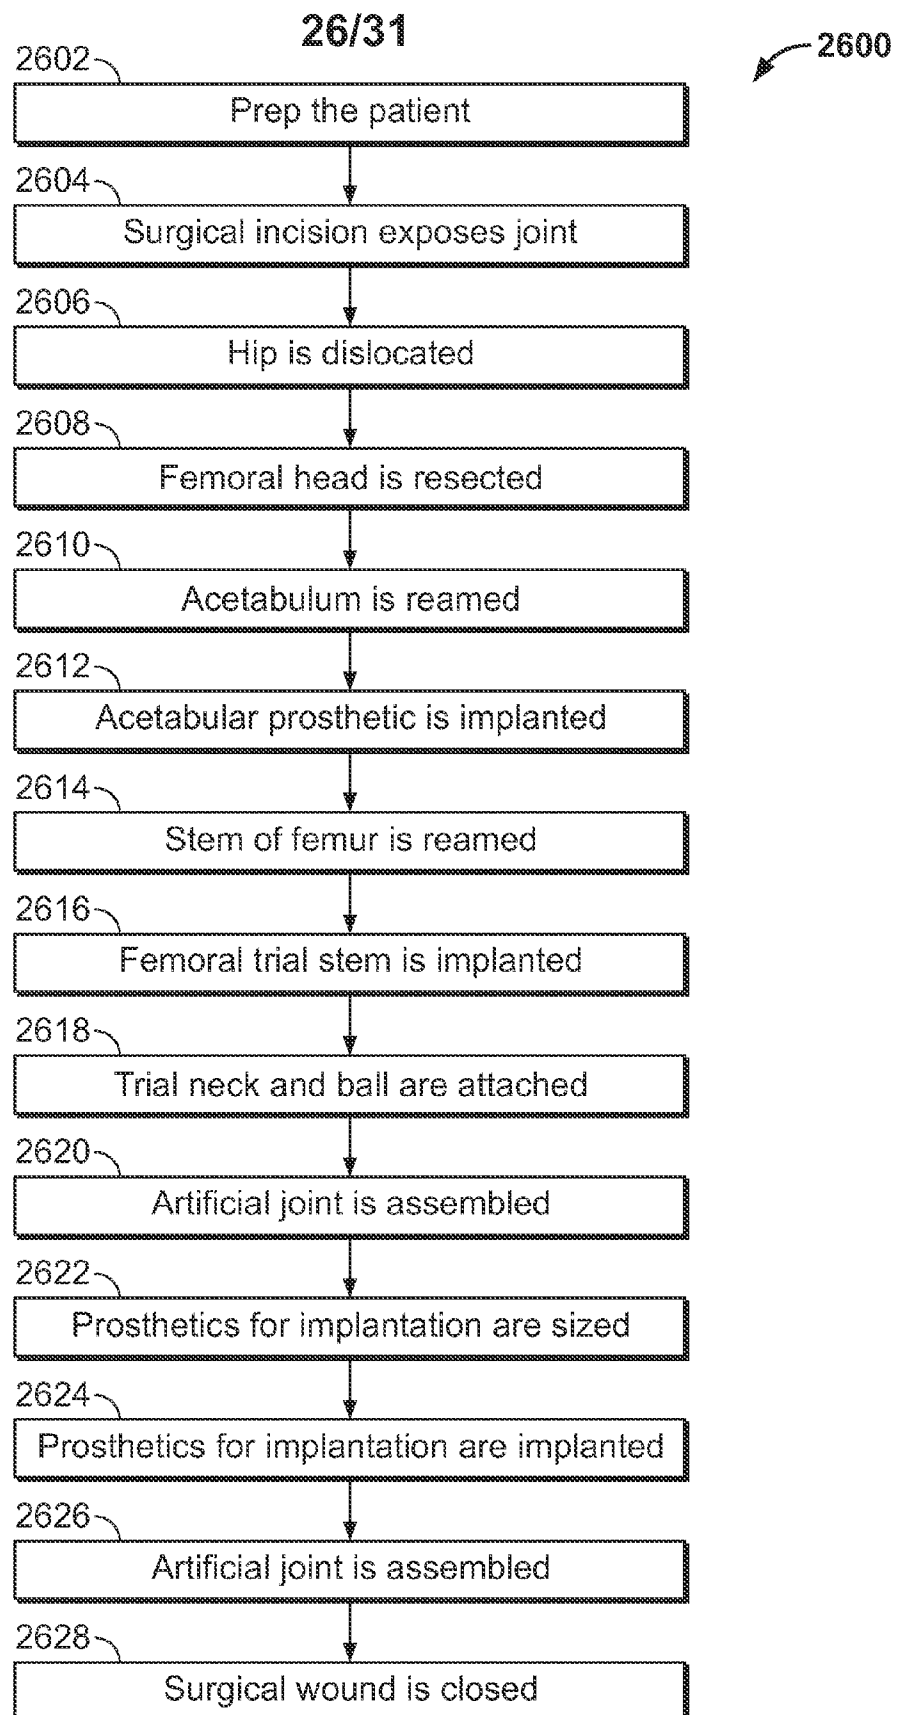 26/31
2600
2602
Prep the patient
2604
Surgical incision exposes joint
2606
Hip is dislocated
2608
Femoral head is resected
2610
Acetabulum is reamed
2612
Acetabular prosthetic is implanted
2614
Stem of femur is reamed
2616
Femoral trial stem is implanted
2618
Trial neck and ball are attached
2620
Artificial joint is assembled
2622
Prosthetics for implantation are sized
2624
Prosthetics for implantation are implanted
2626
Artificial joint is assembled
2628
Surgical wound is closed